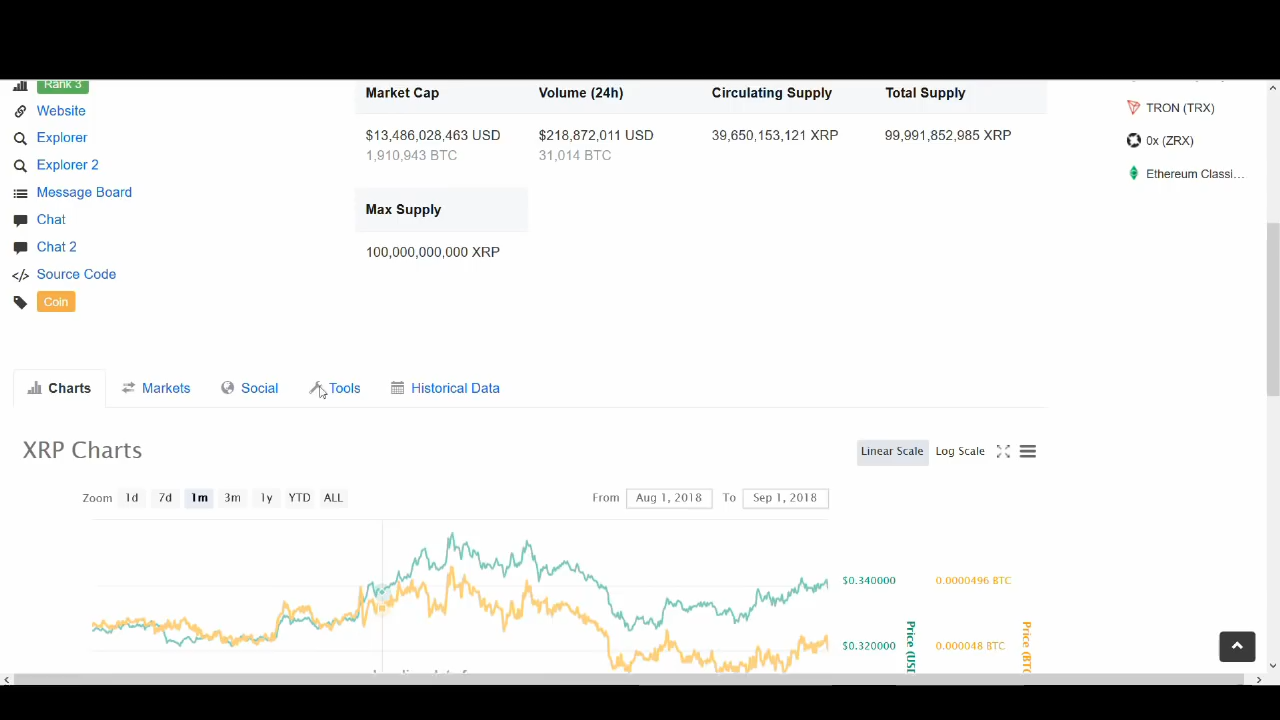 Rank 3
Website
Explorer
Explorer 2
Message Board
Chat
Chat 2
Source Code
Coin
Market Cap Volume (24h) Circulating Supply Total Supply
$13,486,028,463 USD $218,872,011 USD 39,650,153,121 XRP 99,991,852,985 XRP
1,910,943 BTC 31,014 BTC
Max Supply
100,000,000,000 XRP
TRON (TRX)
0x (ZRX)
Ethereum Classi...
Charts Markets Social Tools Historical Data
XRP Charts
Linear Scale Log Scale
Zoom 1d 7d 1m 3m 1y YTD ALL From Aug 1, 2018 To Sep 1, 2018
$0.340000 0.0000496 BTC
$0.320000 0.000048 BTC
Price (USD
Price (BTC